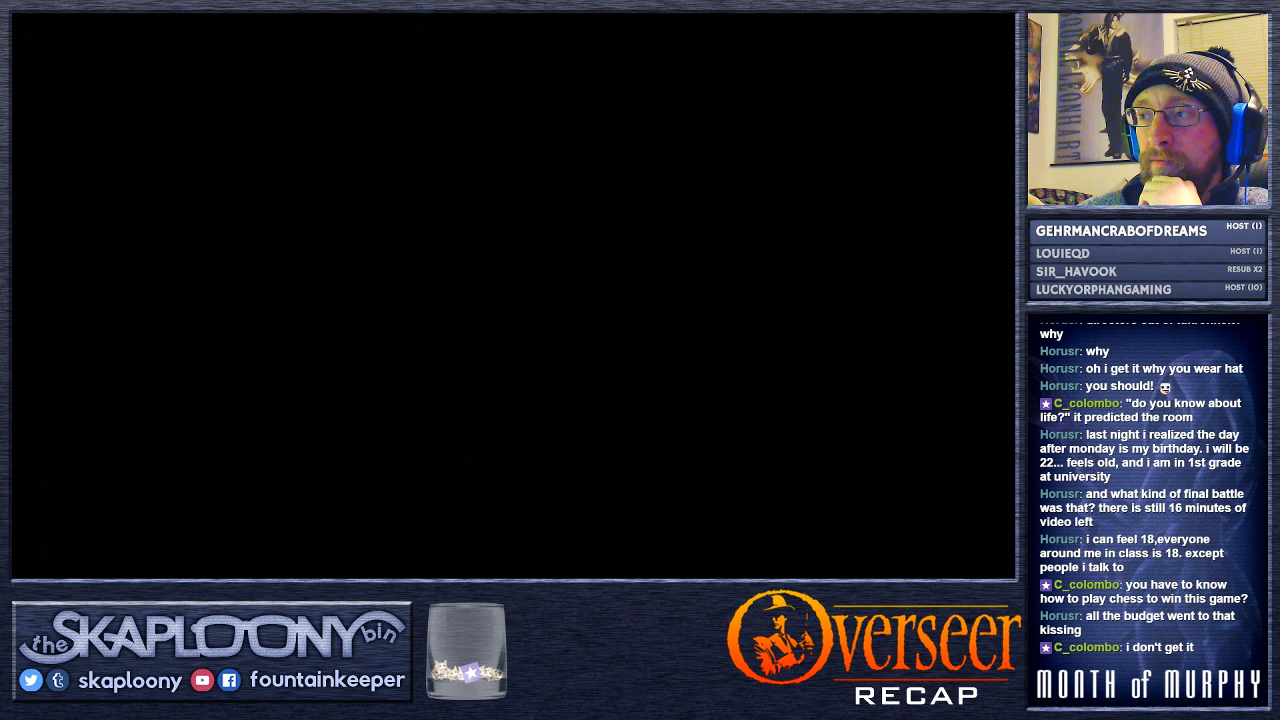 QUALL LEONHART
GEHRMANCRABOFDREAMS HOST (1)
LOUIEQD HOST (1)
SIR_HAVOOK RESUB X2
LUCKYORPHANGAMING HOST (10)
why
Horusr: why
Horusr: oh i get it why you wear hat
Horusr: you should!
C_colombo: "do you know about
life?" it predicted the room
Horusr: last night i realized the day
after monday is my birthday. I will be
22... feels old, and i am in 1st grade
at university
Horusr: and what kind of final battle
was that? there is still 10 minutes of
video left
Horusr: i can feel 18,everyone
around me in class is 18. except
people i talk to
C_colombo: you have to know
how to play chess to win this game?
Horusr: all the budget went to that
kissing
C_colombo: i don't get it
MONTH of MURPHY
the SKAPLOONY bin
skaploony fountainkeeper
Overseer
RECAP